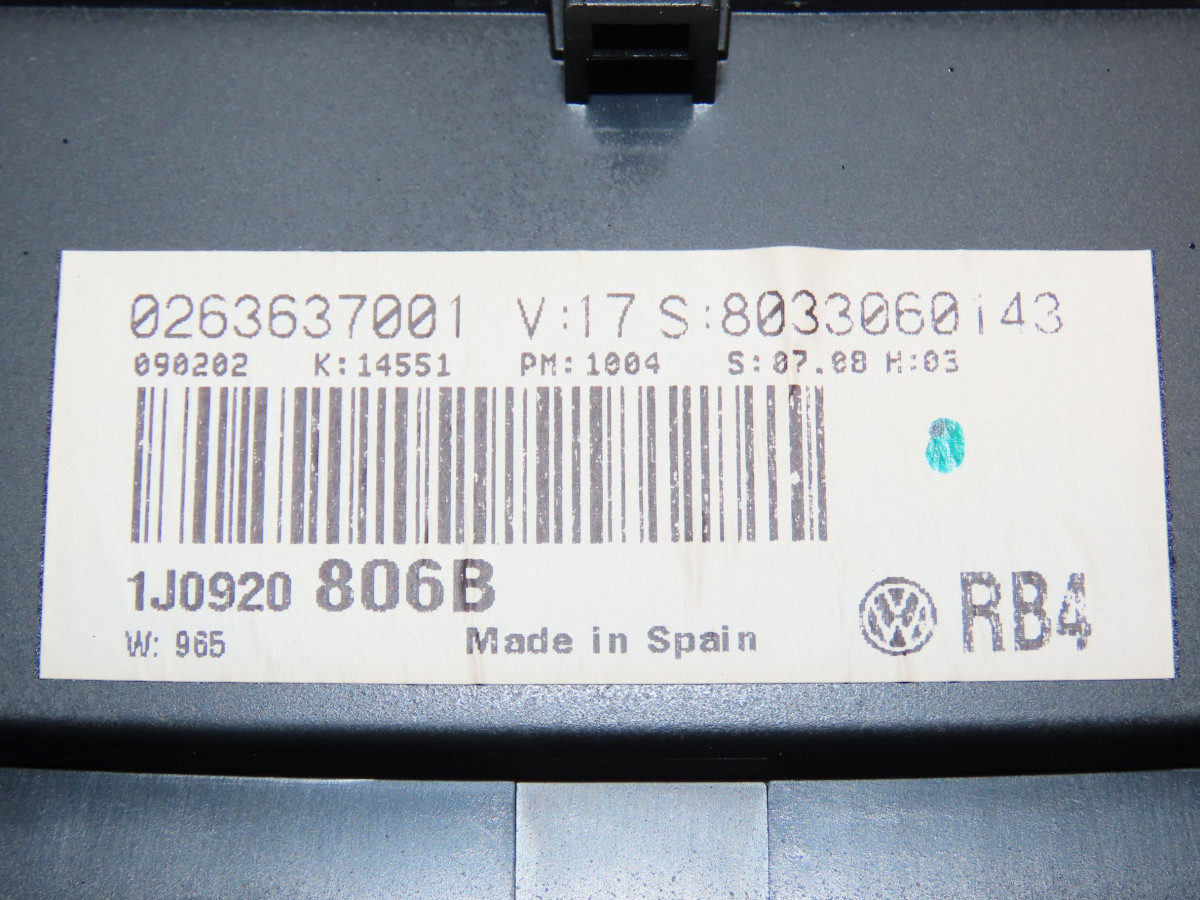 0263637001 V:17 S:8033060143
090202 K:14551 PM:1004 S:07.08 H:03
1J0920 806B
W: 965 Made in Spain RB4